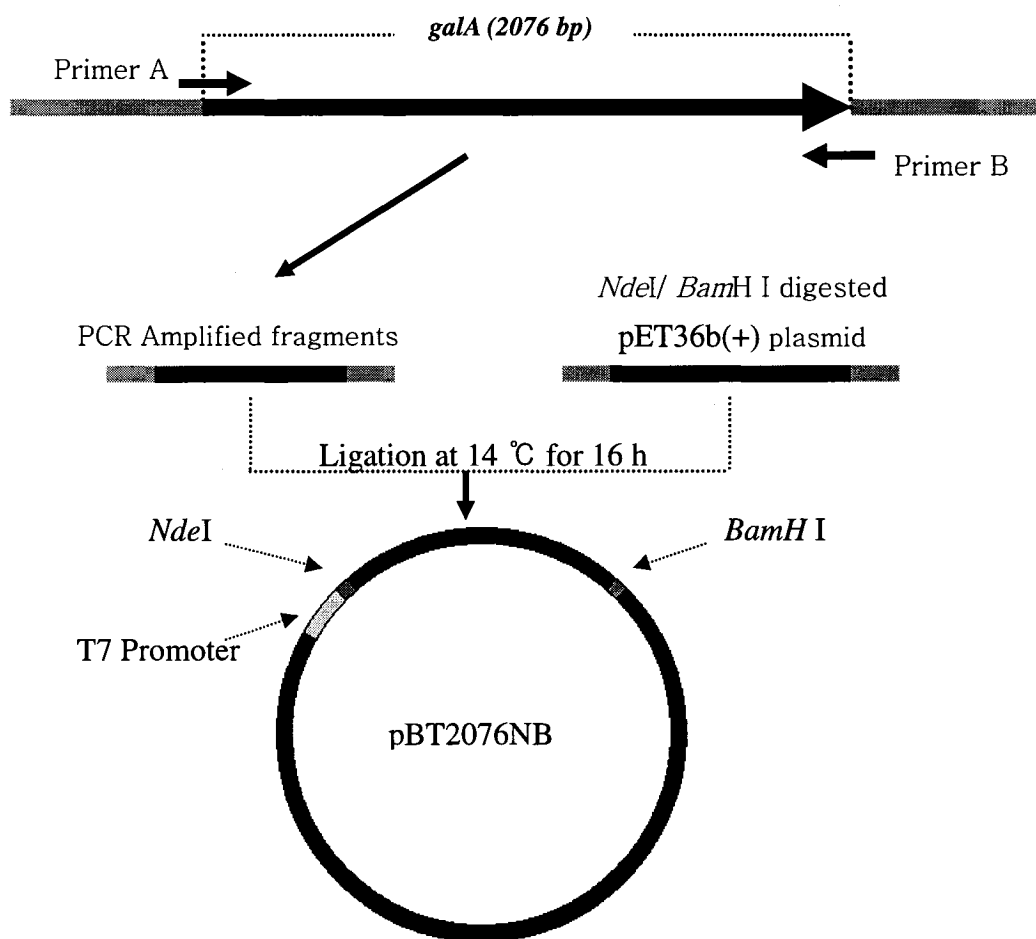 galA (2076 bp)
Primer A
Primer B
NdeI/ BamH I digested
PCR Amplified fragments
pET36b(+) plasmid
Ligation at 14 ℃ for 16 h
NdeI
BamH I
T7 Promoter
pBT2076NB